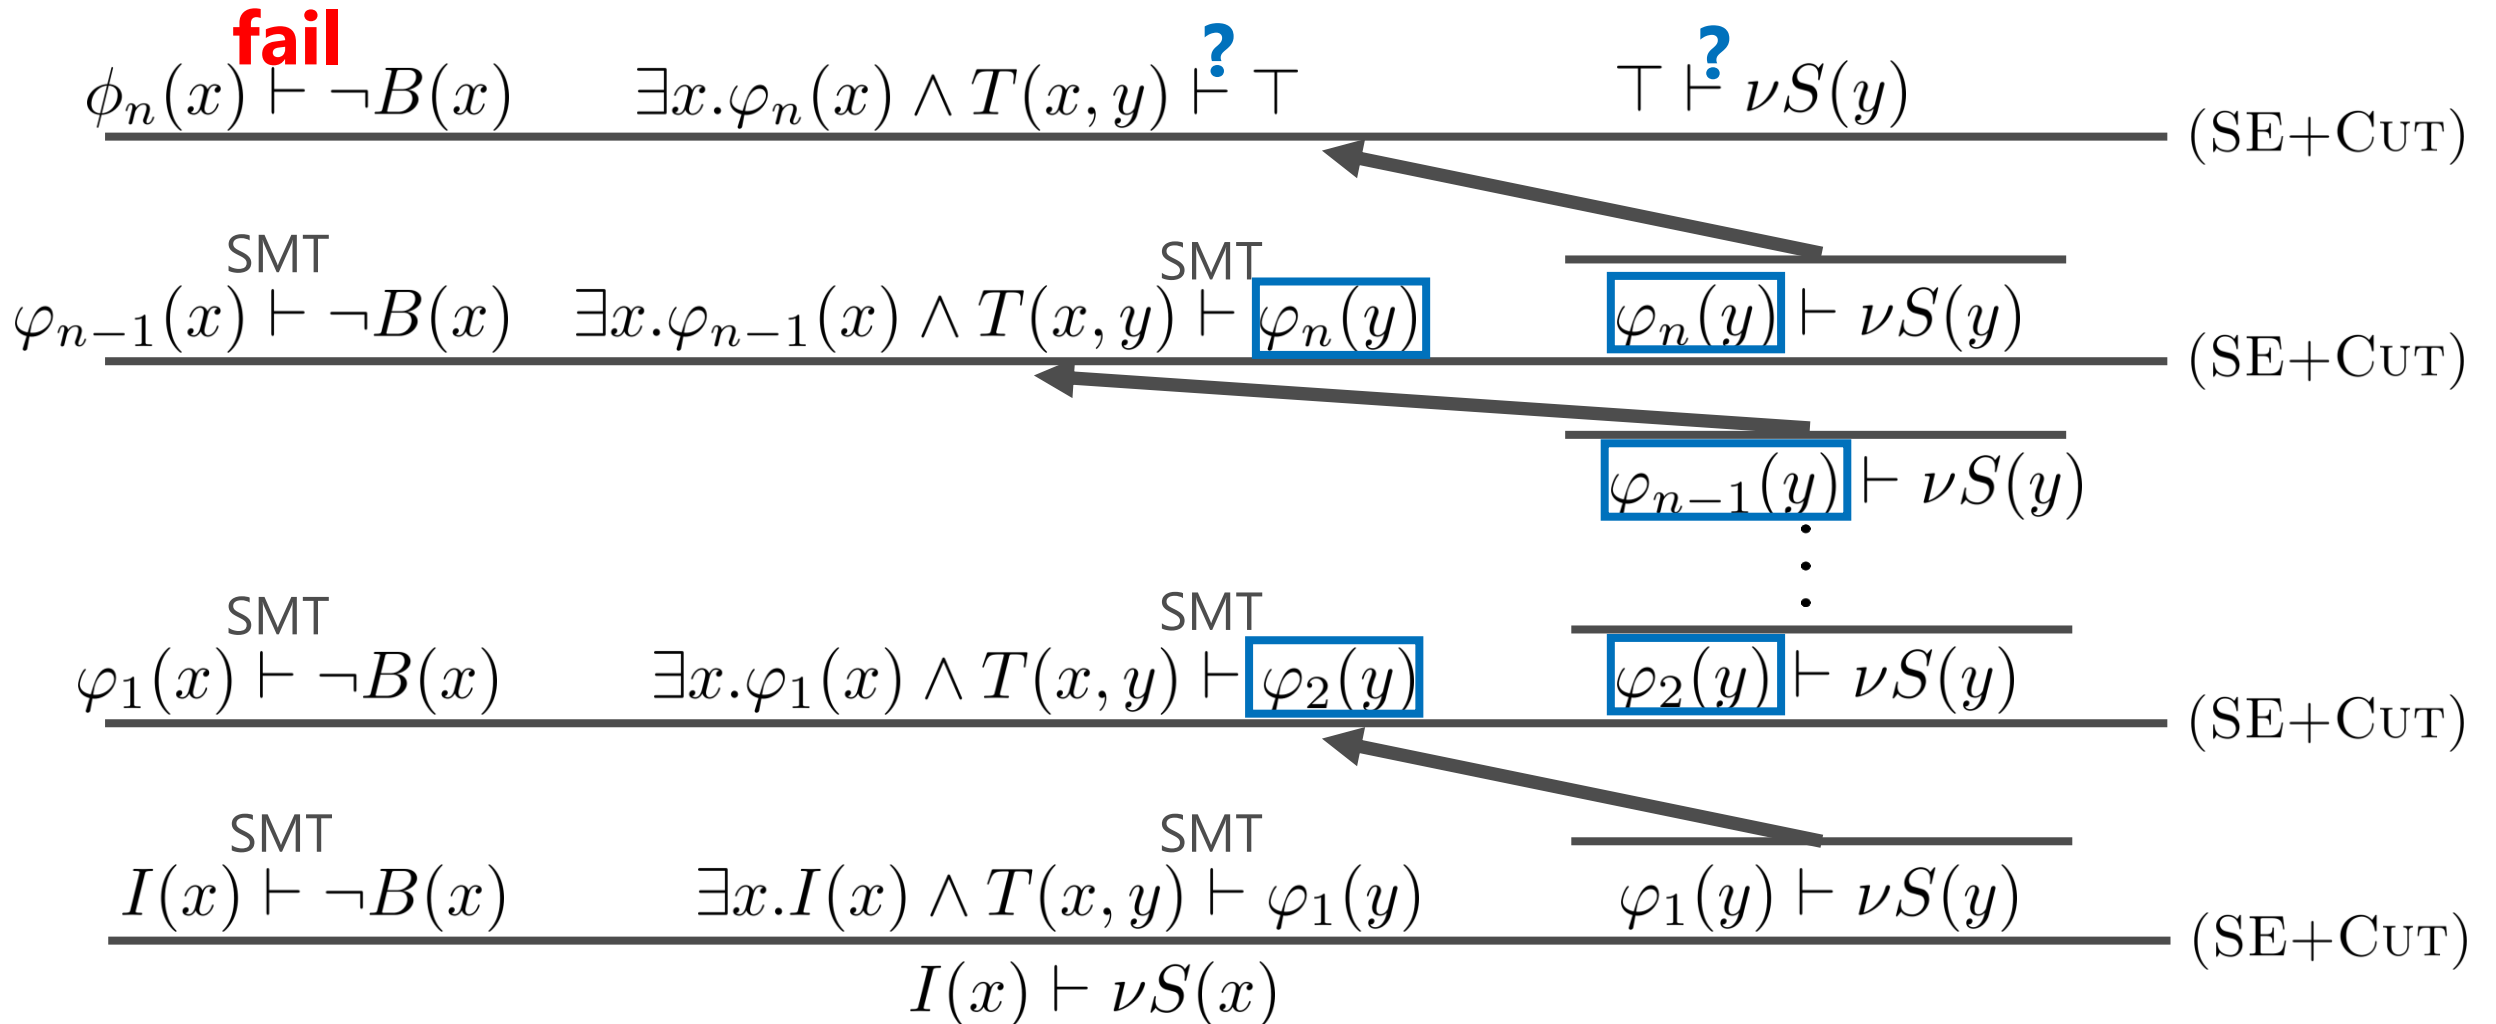 fail ? ?
ϕₙ(x) ⊢ ¬B(x) ∃x.φₙ(x) ∧ T(x, y) ⊢ ⊤ ⊤ ⊢ νS(y)
(SE+Cut)
SMT SMT
φₙ₋₁(x) ⊢ ¬B(x) ∃x.φₙ₋₁(x) ∧ T(x, y) ⊢ φₙ(y) φₙ(y) ⊢ νS(y)
(SE+Cut)
φₙ₋₁(y) ⊢ νS(y)
⋮
SMT SMT
φ₁(x) ⊢ ¬B(x) ∃x.φ₁(x) ∧ T(x, y) ⊢ φ₂(y) φ₂(y) ⊢ νS(y)
(SE+Cut)
SMT SMT
I(x) ⊢ ¬B(x) ∃x.I(x) ∧ T(x, y) ⊢ φ₁(y) φ₁(y) ⊢ νS(y)
(SE+Cut)
I(x) ⊢ νS(x)